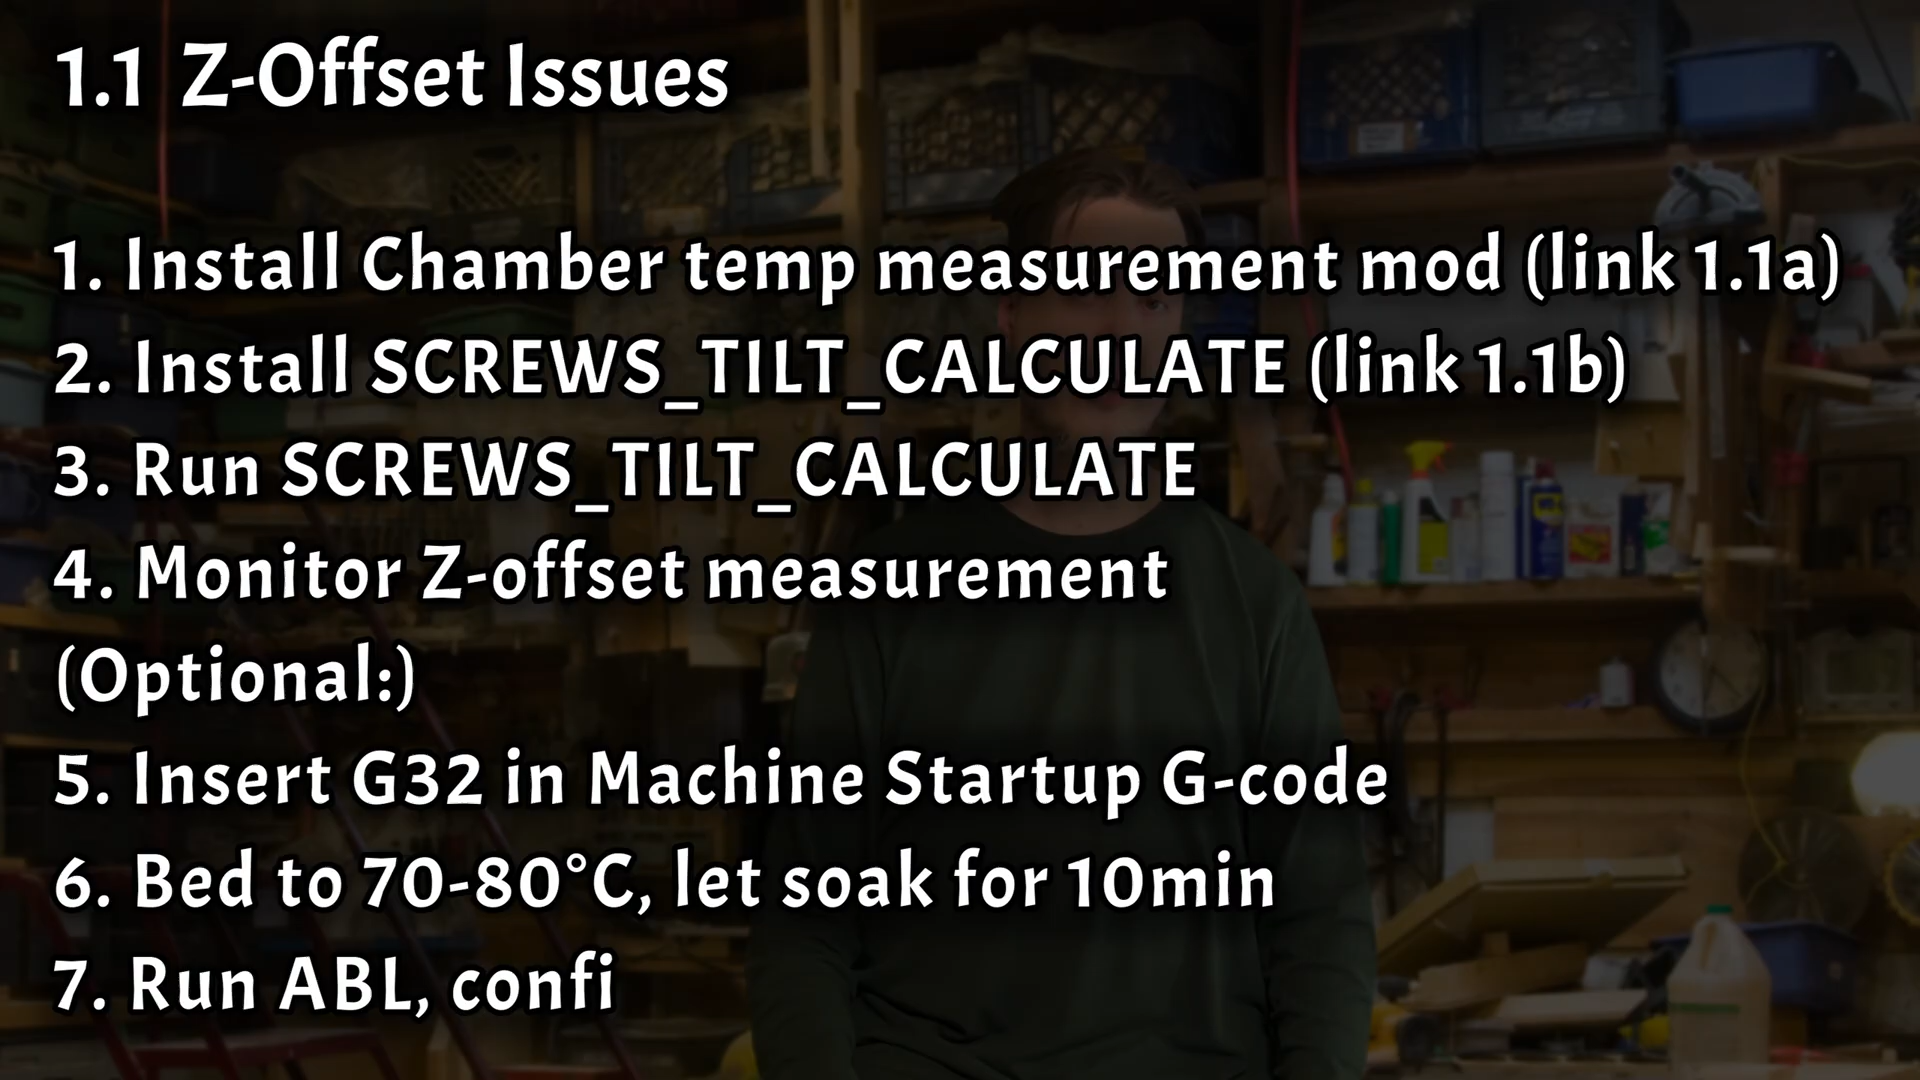 1.1 Z-Offset Issues
1. Install Chamber temp measurement mod (link 1.1a)
2. Install SCREWS_TILT_CALCULATE (link 1.1b)
3. Run SCREWS_TILT_CALCULATE
4. Monitor Z-offset measurement
(Optional:)
5. Insert G32 in Machine Startup G-code
6. Bed to 70-80°C, let soak for 10min
7. Run ABL, confi